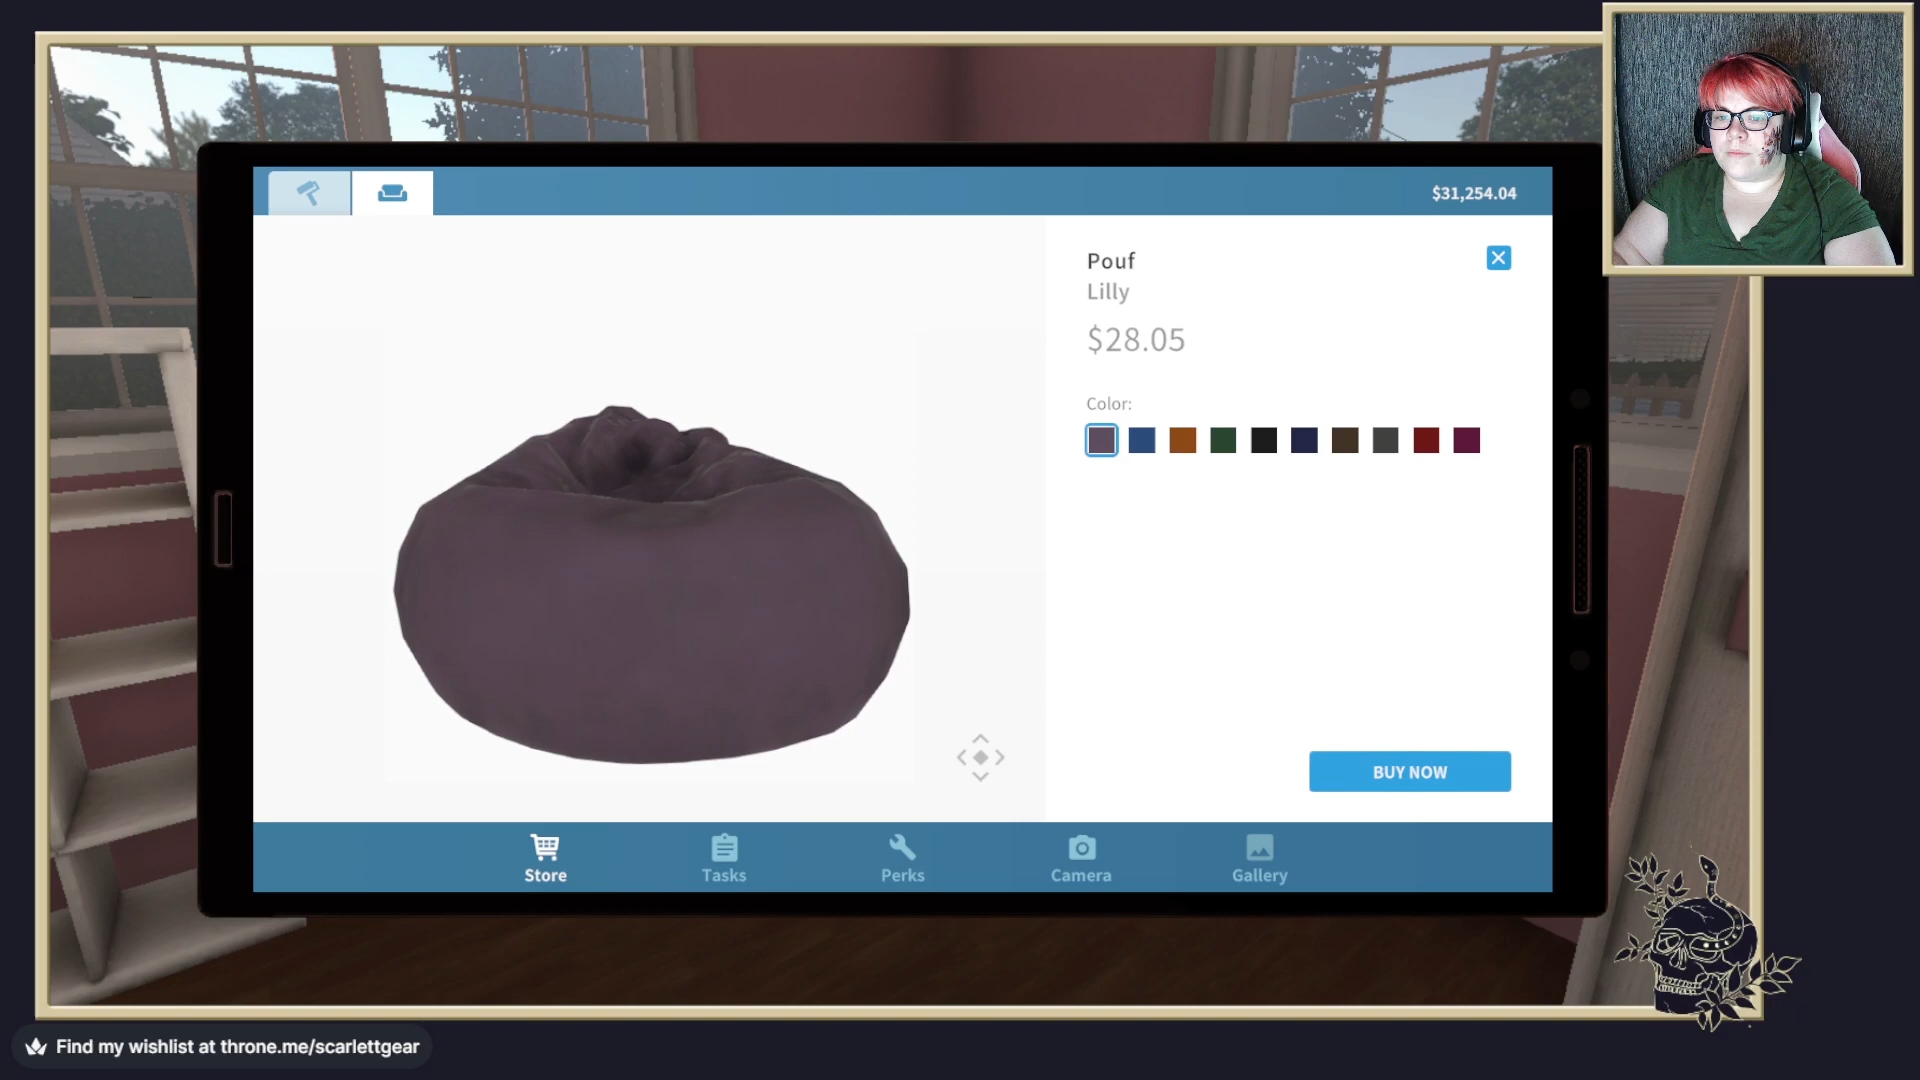 $31,254.04
Pouf
Lilly
$28.05
Color:
BUY NOW
Store
Tasks
Perks
Camera
Gallery
Find my wishlist at throne.me/scarlettgear